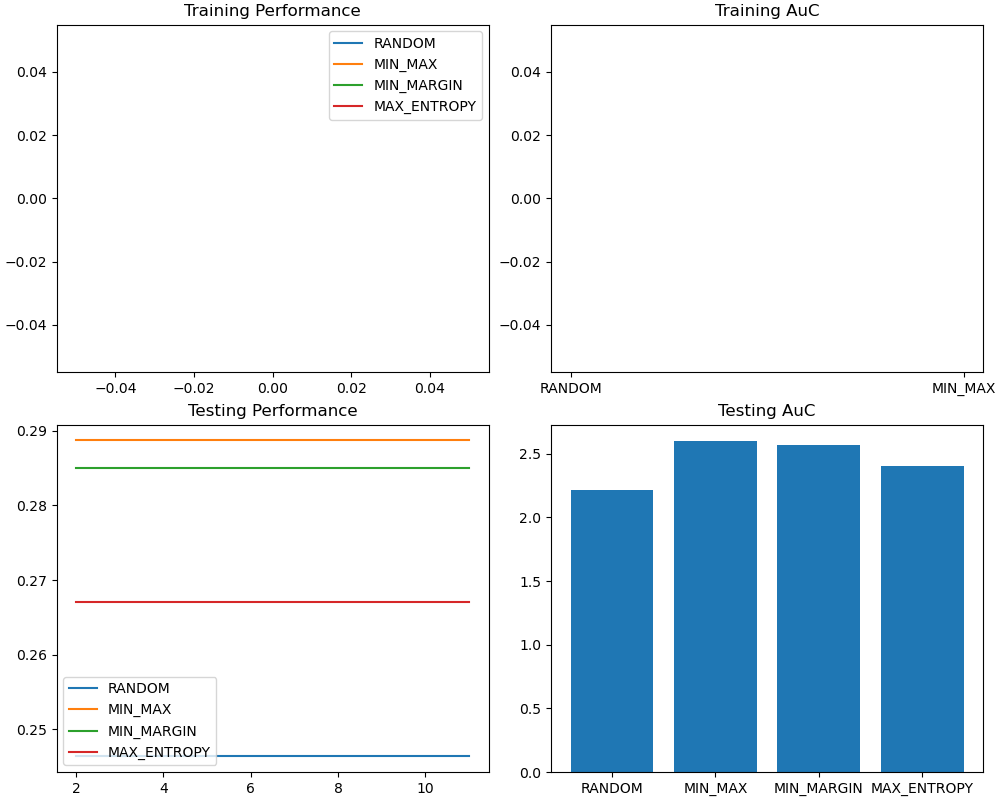 Training Performance
0.04
0.02
0.00
−0.02
−0.04
−0.04
−0.02
0.00
0.02
0.04
RANDOM
MIN_MAX
MIN_MARGIN
MAX_ENTROPY
Training AuC
0.04
0.02
0.00
−0.02
−0.04
RANDOM
MIN_MAX
Testing Performance
0.29
0.28
0.27
0.26
0.25
2
4
6
8
10
RANDOM
MIN_MAX
MIN_MARGIN
MAX_ENTROPY
Testing AuC
2.5
2.0
1.5
1.0
0.5
0.0
RANDOM
MIN_MAX
MIN_MARGIN
MAX_ENTROPY